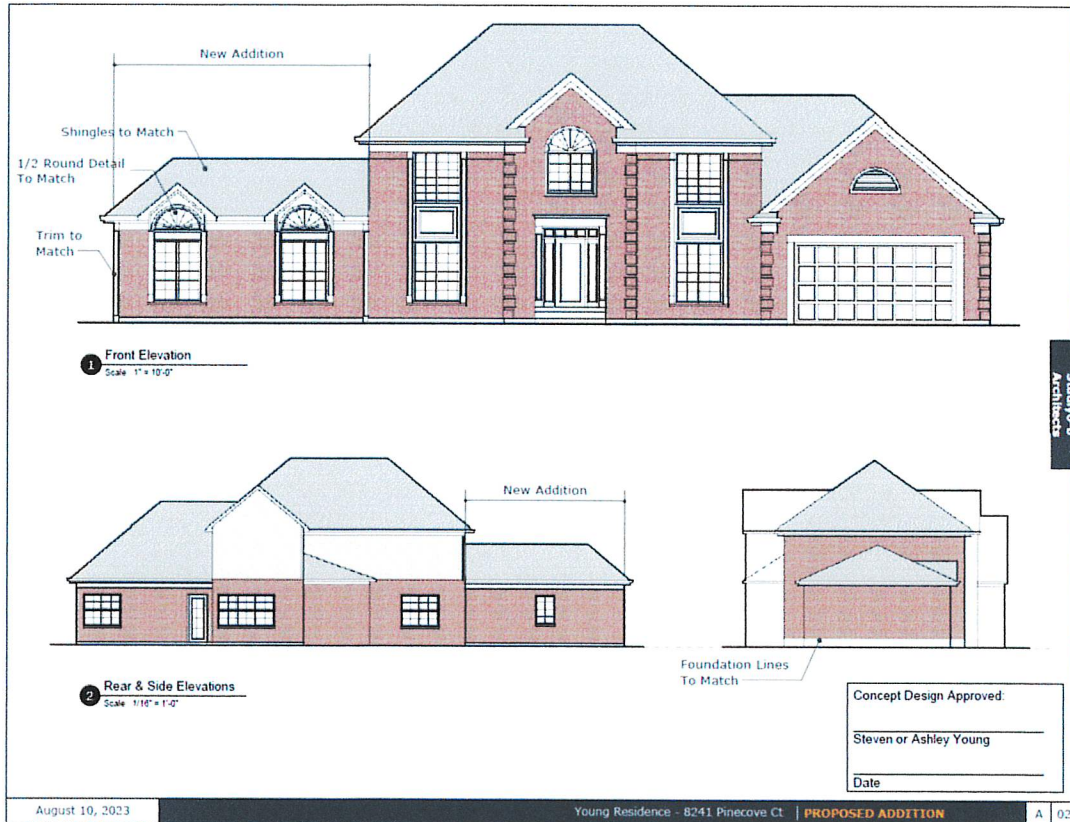 New Addition
Shingles to Match
1/2 Round Detail
To Match
Trim to
Match
1 Front Elevation
Scale 1" = 10'-0"
Architects
New Addition
Foundation Lines
To Match
2 Rear & Side Elevations
Scale 1/16" = 1'-0"
Concept Design Approved:
Steven or Ashley Young
Date
August 10, 2023
Young Residence - 8241 Pinecove Ct | PROPOSED ADDITION
A 02